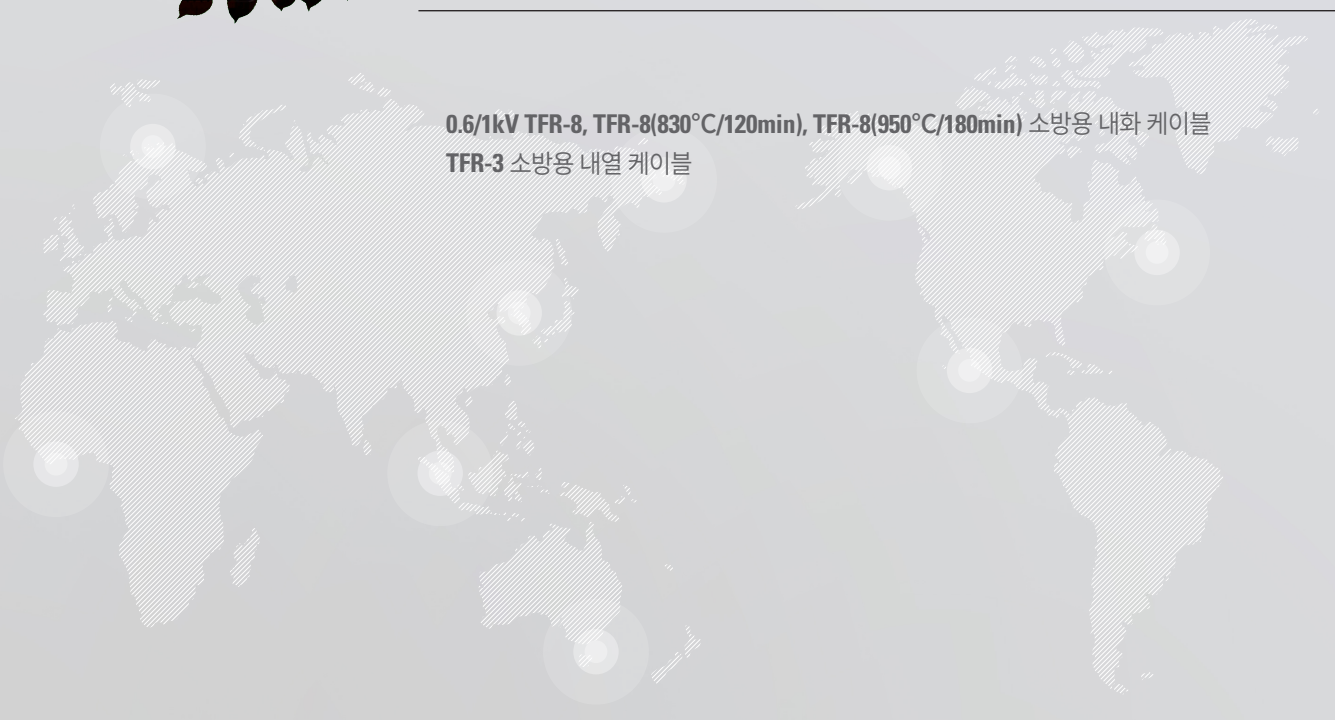 0.6/1kV TFR-8, TFR-8(830°C/120min), TFR-8(950°C/180min) 소방용 내화 케이블
TFR-3 소방용 내열 케이블